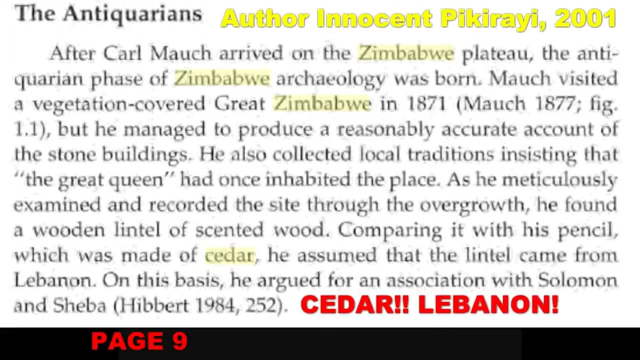 The Antiquarians Author Innocent Pikirayi, 2001
After Carl Mauch arrived on the Zimbabwe plateau, the anti-
quarian phase of Zimbabwe archaeology was born. Mauch visited
a vegetation-covered Great Zimbabwe in 1871 (Mauch 1877; fig.
1.1), but he managed to produce a reasonably accurate account of
the stone buildings. He also collected local traditions insisting that
"the great queen" had once inhabited the place. As he meticulously
examined and recorded the site through the overgrowth, he found
a wooden lintel of scented wood. Comparing it with his pencil,
which was made of cedar, he assumed that the lintel came from
Lebanon. On this basis, he argued for an association with Solomon
and Sheba (Hibbert 1984, 252). CEDAR!! LEBANON!
PAGE 9